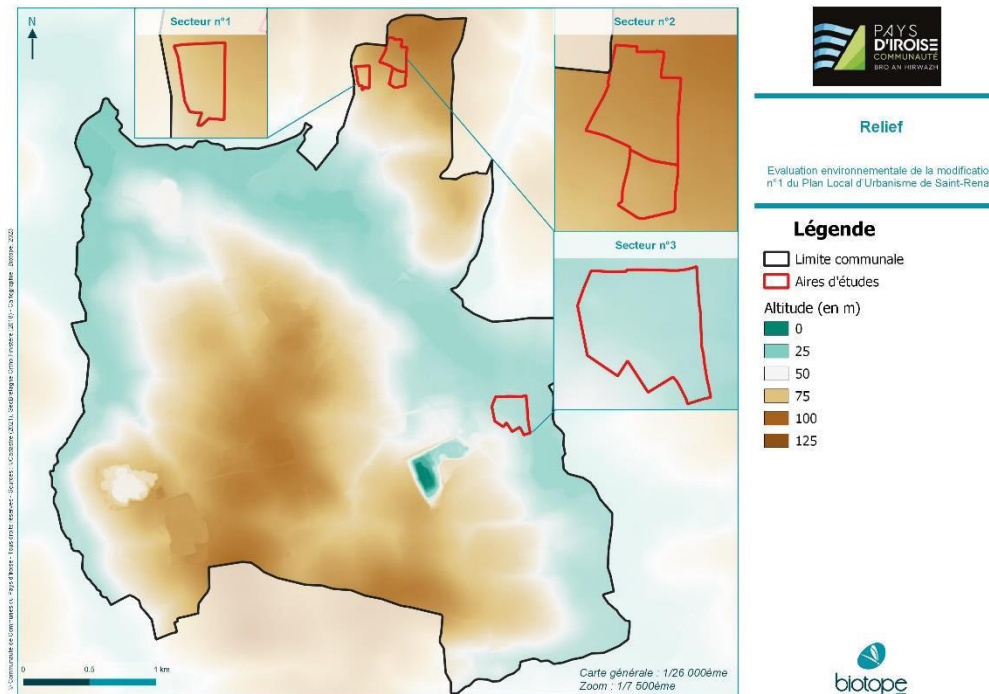 N
Secteur n°1
Secteur n°2
Secteur n°3
0
0.5
1 km
Carte générale : 1/26 000ème
Zoom : 1/7 500ème
PAYS
D'IROISE
COMMUNAUTÉ
BRO AN HIRWAZH
Relief
Evaluation environnementale de la modificatio
n°1 du Plan Local d'Urbanisme de Saint-Rena
Légende
Limite communale
Aires d'études
Altitude (en m)
0
25
50
75
100
125
biotope